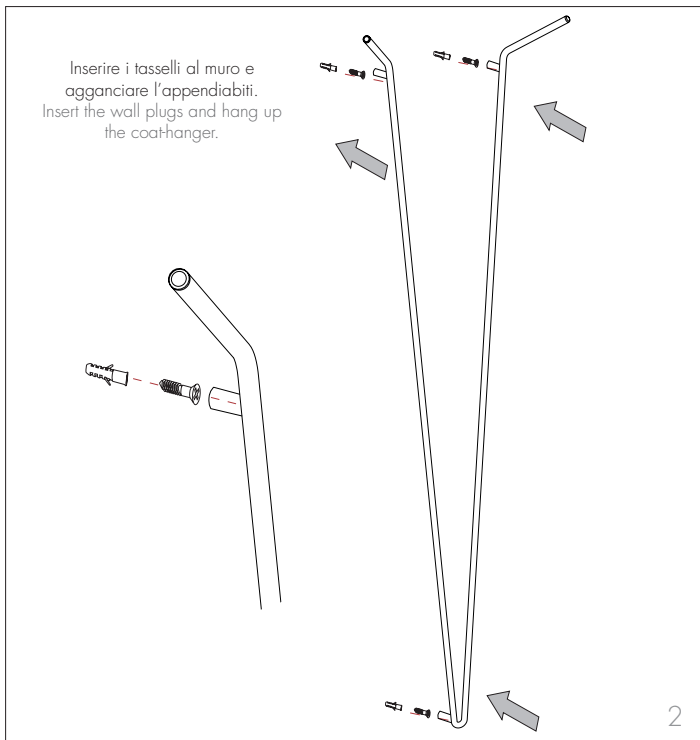 Inserire i tasselli al muro e
agganciare l’appendiabiti.
Insert the wall plugs and hang up
the coat-hanger.
2